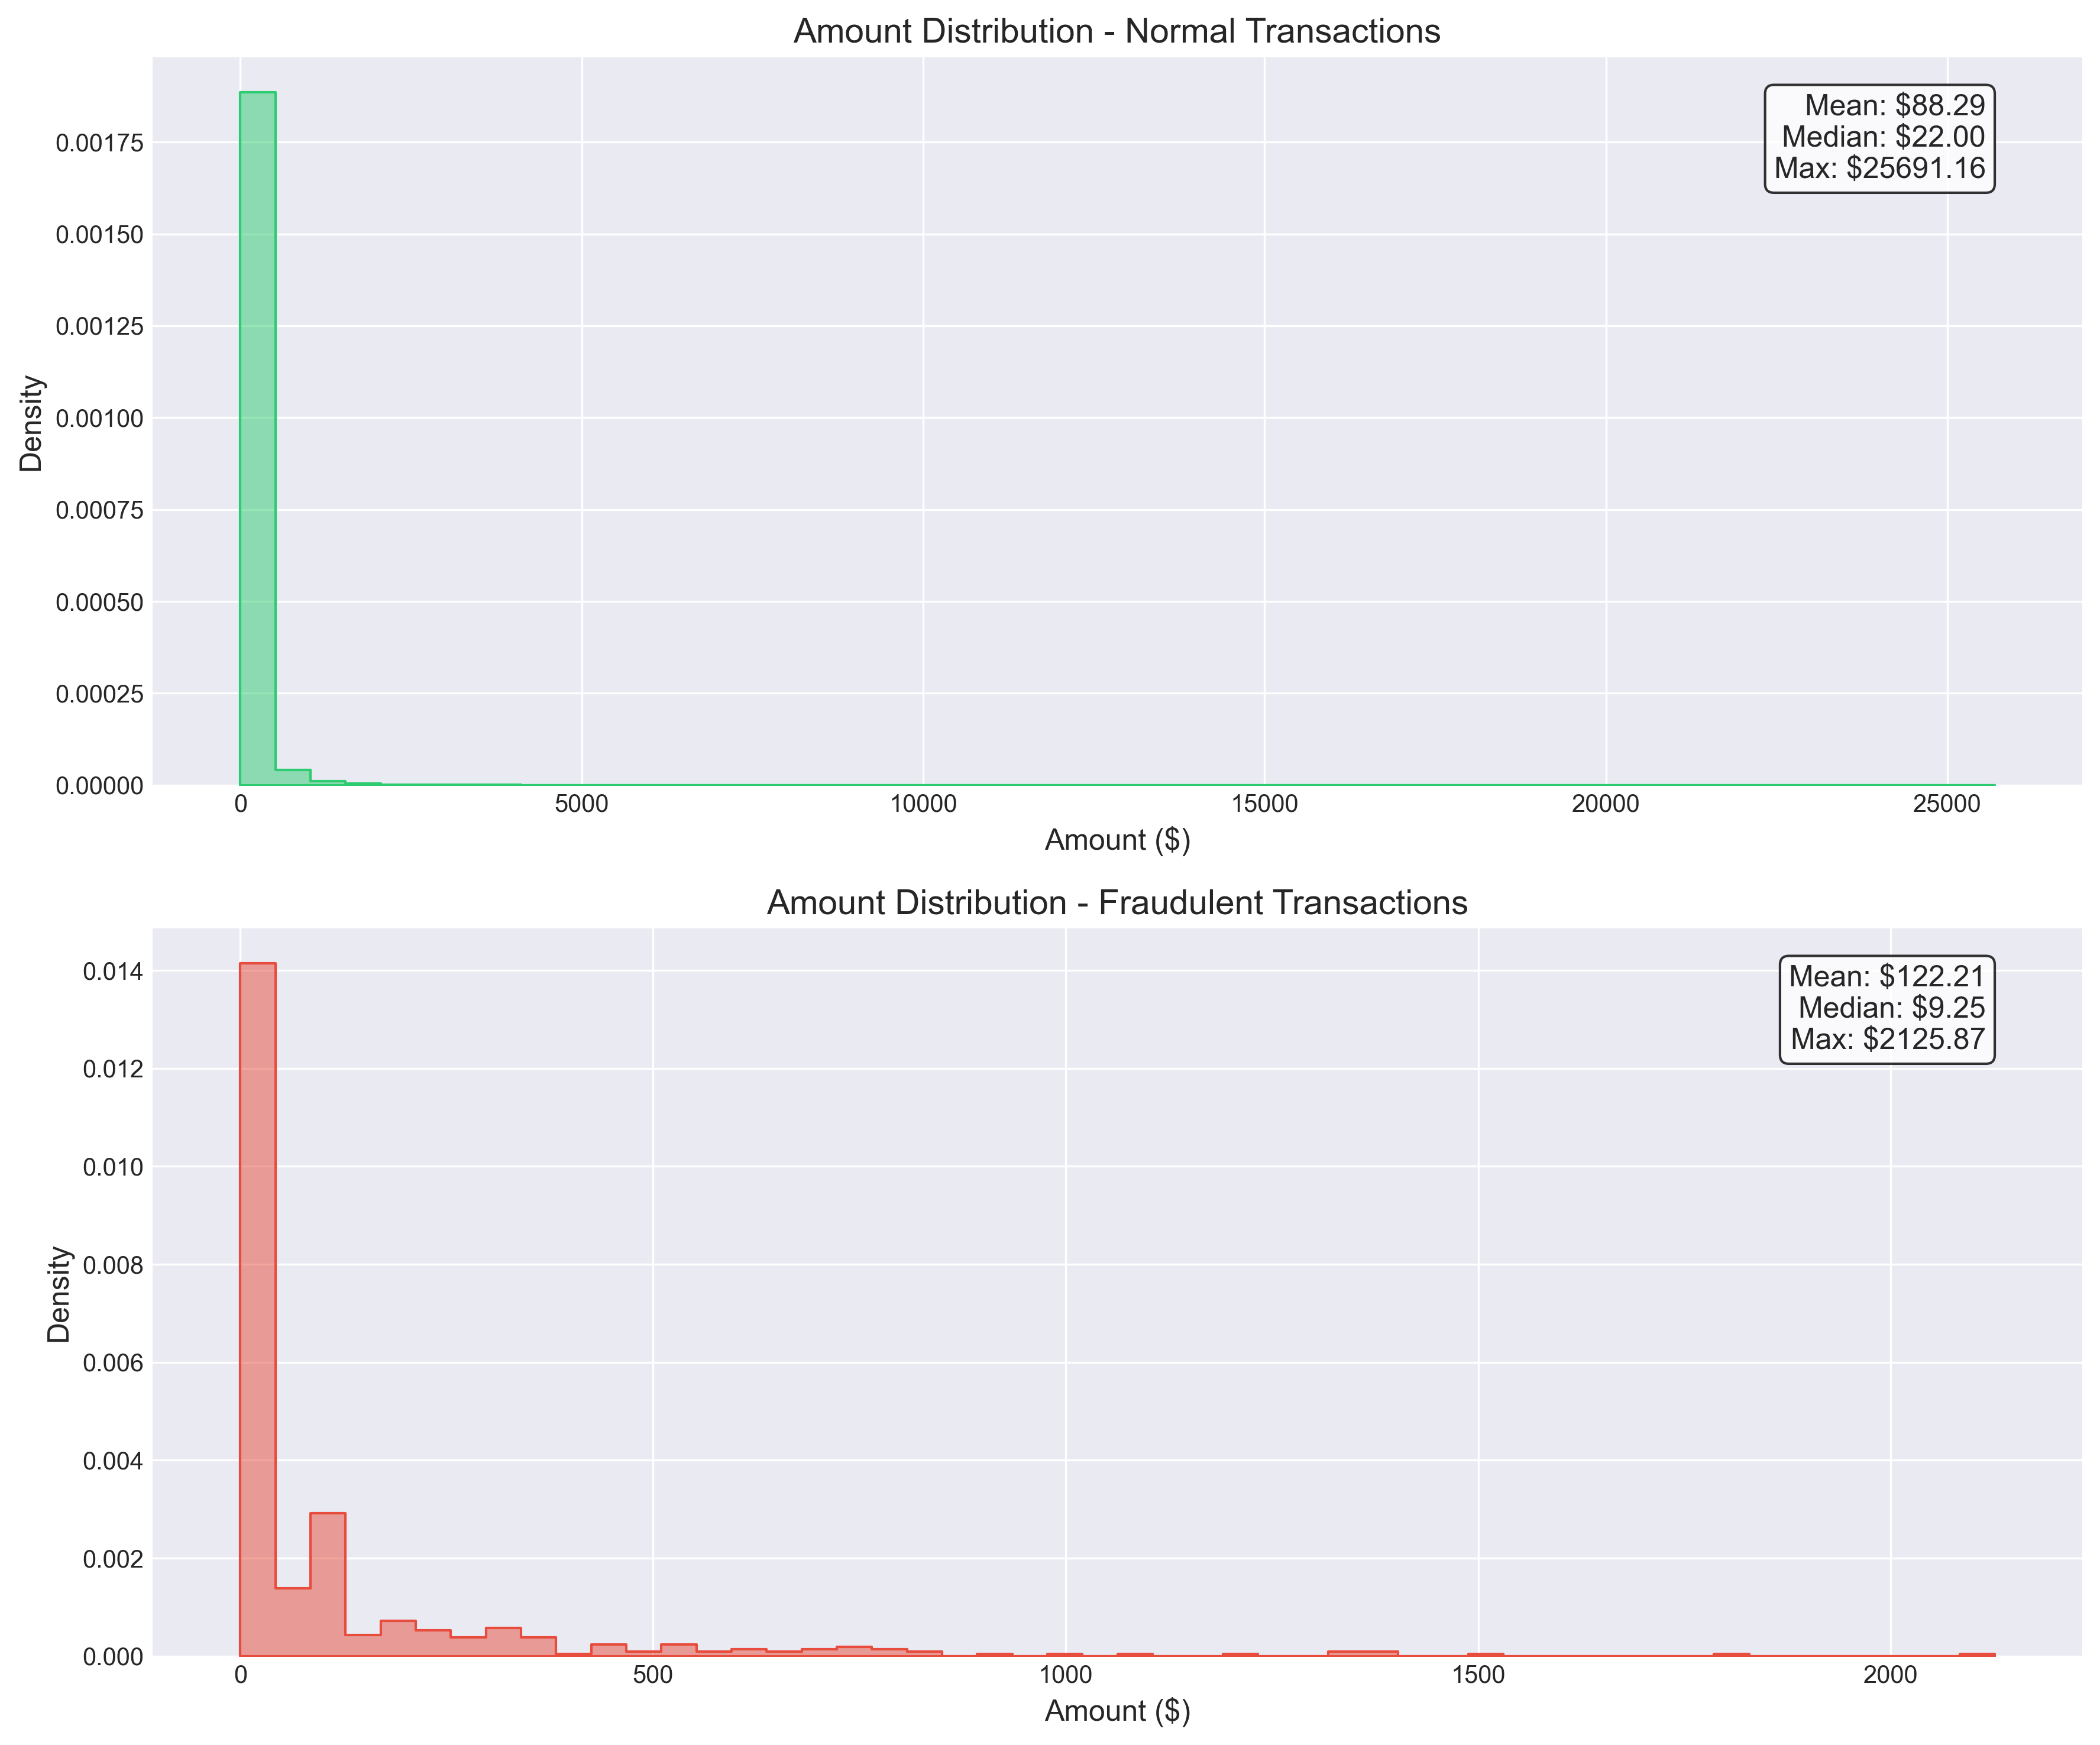 Amount Distribution - Normal Transactions
Mean: $88.29
Median: $22.00
Max: $25691.16
0.00175
0.00150
0.00125
0.00100
0.00075
0.00050
0.00025
0.00000
Density
0 5000 10000 15000 20000 25000
Amount ($)
Amount Distribution - Fraudulent Transactions
Mean: $122.21
Median: $9.25
Max: $2125.87
0.014
0.012
0.010
0.008
0.006
0.004
0.002
0.000
Density
0 500 1000 1500 2000
Amount ($)